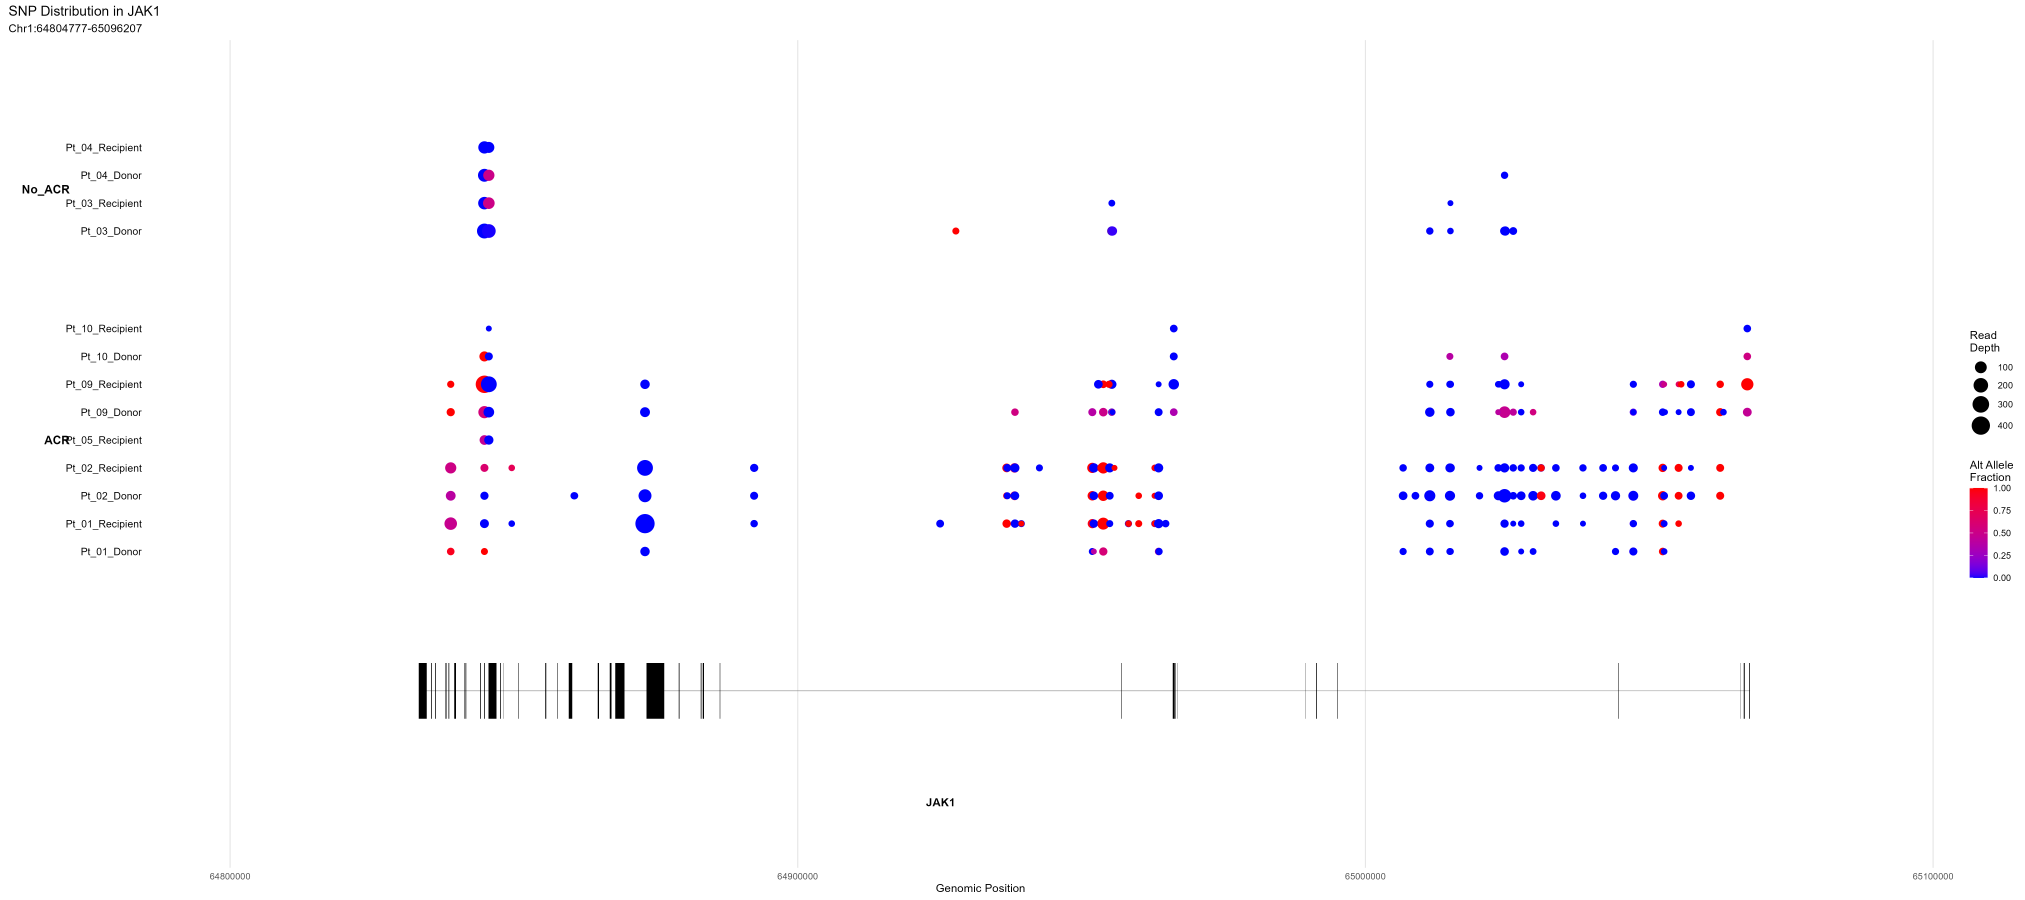 SNP Distribution in JAK1
Chr1:64804777-65096207
Pt_04_Recipient
Pt_04_Donor
No_ACR
Pt_03_Recipient
Pt_03_Donor
Pt_10_Recipient
Pt_10_Donor
Pt_09_Recipient
Pt_09_Donor
ACR
Pt_05_Recipient
Pt_02_Recipient
Pt_02_Donor
Pt_01_Recipient
Pt_01_Donor
Read
Depth
100
200
300
400
Alt Allele
Fraction
1.00
0.75
0.50
0.25
0.00
JAK1
64800000 64900000 65000000 65100000
Genomic Position